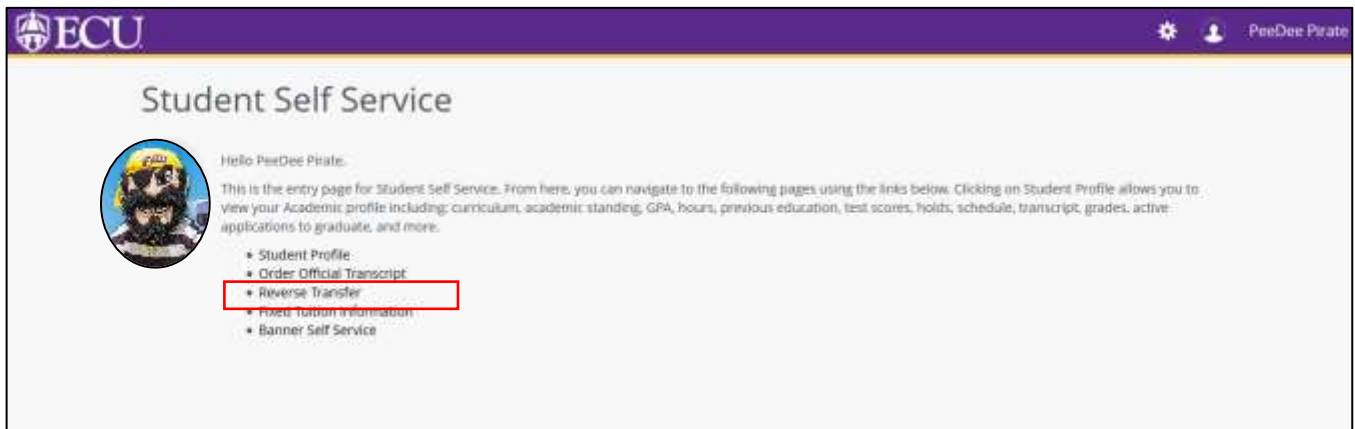 ECU
PeeDee Pirate
Student Self Service
Hello PeeDee Pirate.
This is the entry page for Student Self Service. From here, you can navigate to the following pages using the links below. Clicking on Student Profile allows you to
view your Academic profile including: curriculum, academic standing, GPA, hours, previous education, test scores, holds, schedule, transcript, grades, active
applications to graduate, and more.
• Student Profile
• Order Official Transcript
• Reverse Transfer
• Fixed Tuition Information
• Banner Self Service